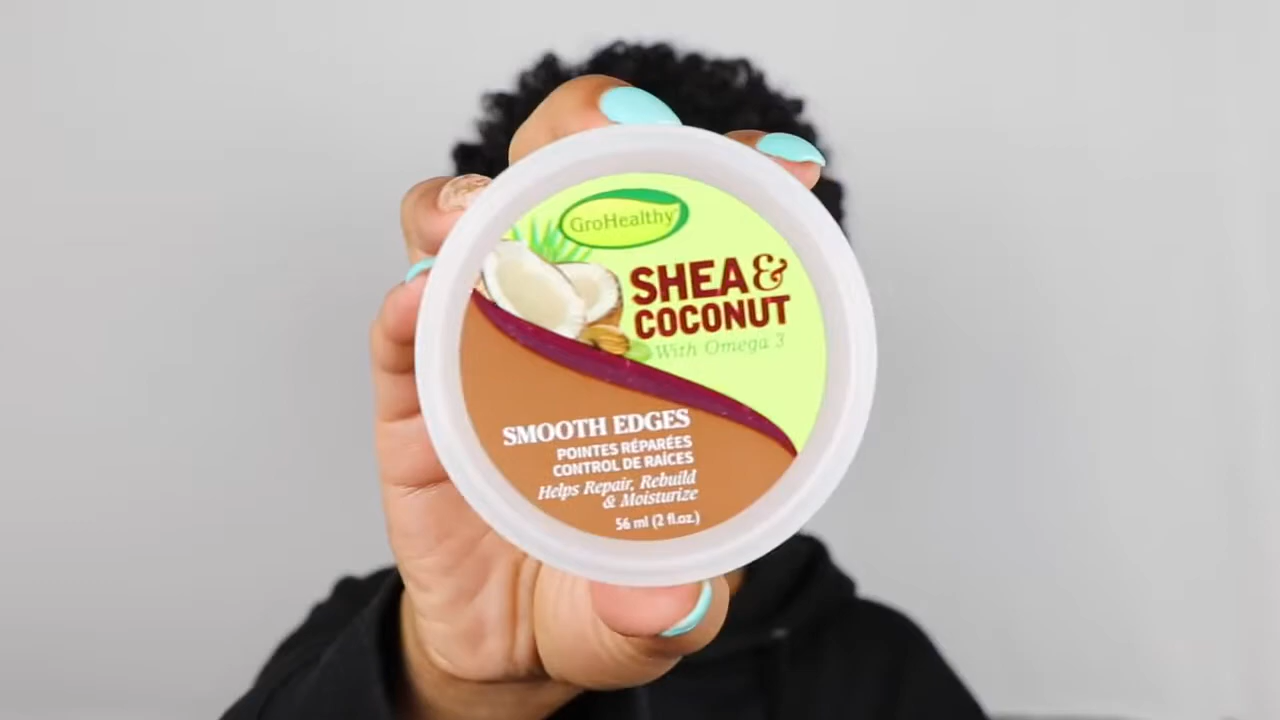 GroHealthy
SHEA &
COCONUT
With Omega 3
SMOOTH EDGES
POINTES RÉPARÉES
CONTROL DE RAÍCES
Helps Repair, Rebuild
& Moisturize
56 ml (2 fl.oz.)